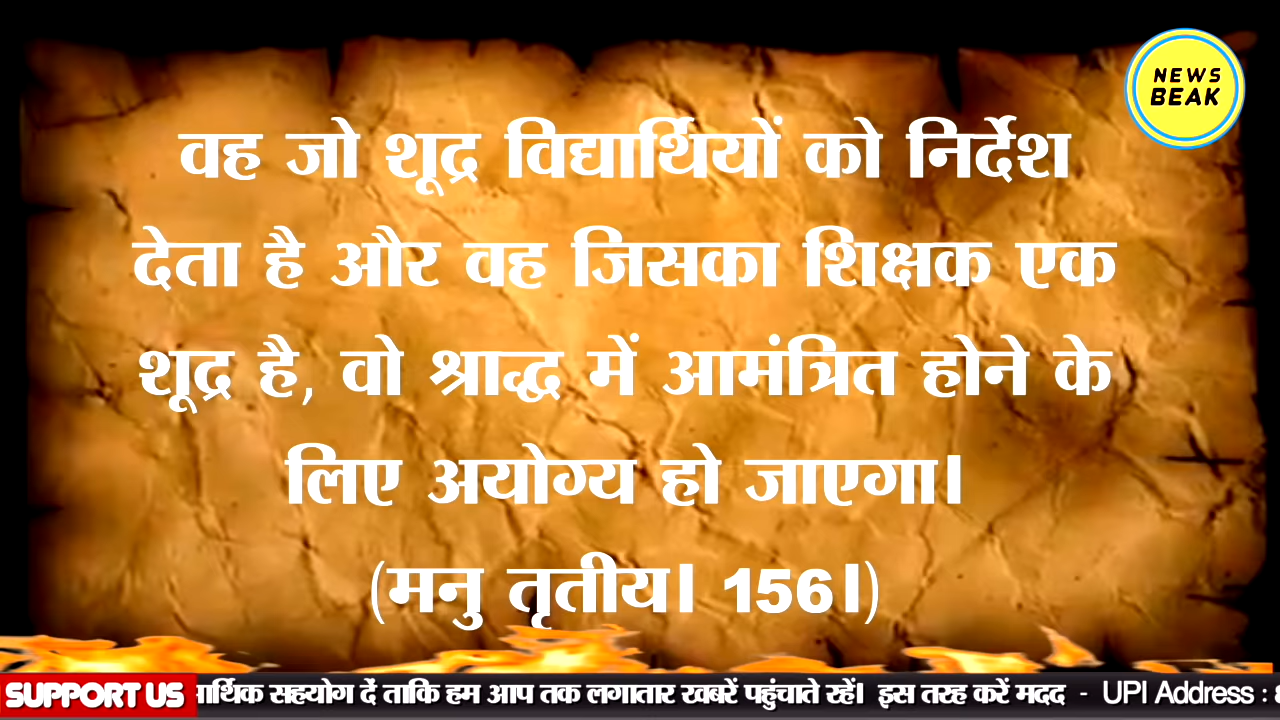 NEWS
BEAK
वह जो शूद्र विद्यार्थियों को निर्देश
देता है और वह जिसका शिक्षक एक
शूद्र है, वो श्राद्ध में आमंत्रित होने के
लिए अयोग्य हो जाएगा।
(मनु तृतीय। 156।)
SUPPORT US आर्थिक सहयोग दें ताकि हम आप तक लगातार खबरें पहुंचाते रहें। इस तरह करें मदद - UPI Address :